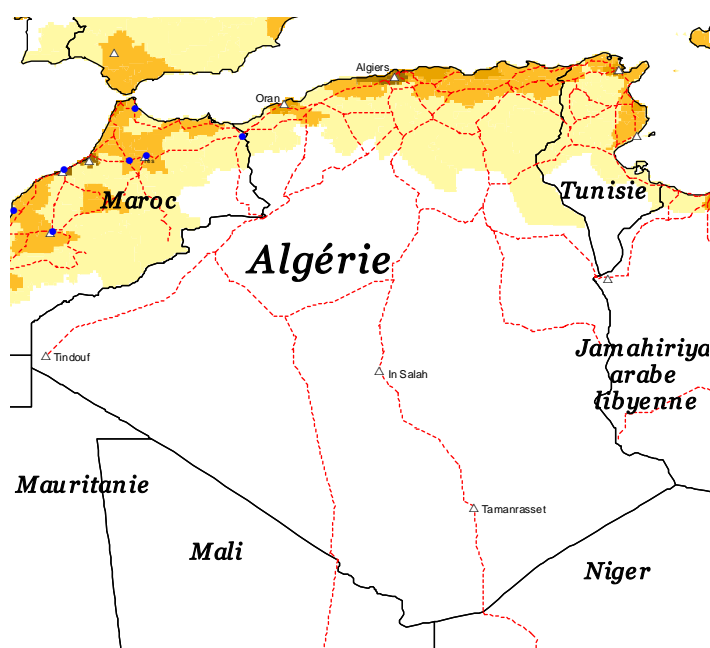 Algiers
Oran
Maroc
Tunisie
Algérie
Jamahiriya
arabe
libyenne
Tindouf
In Salah
Mauritanie
Tamanrasset
Mali
Niger